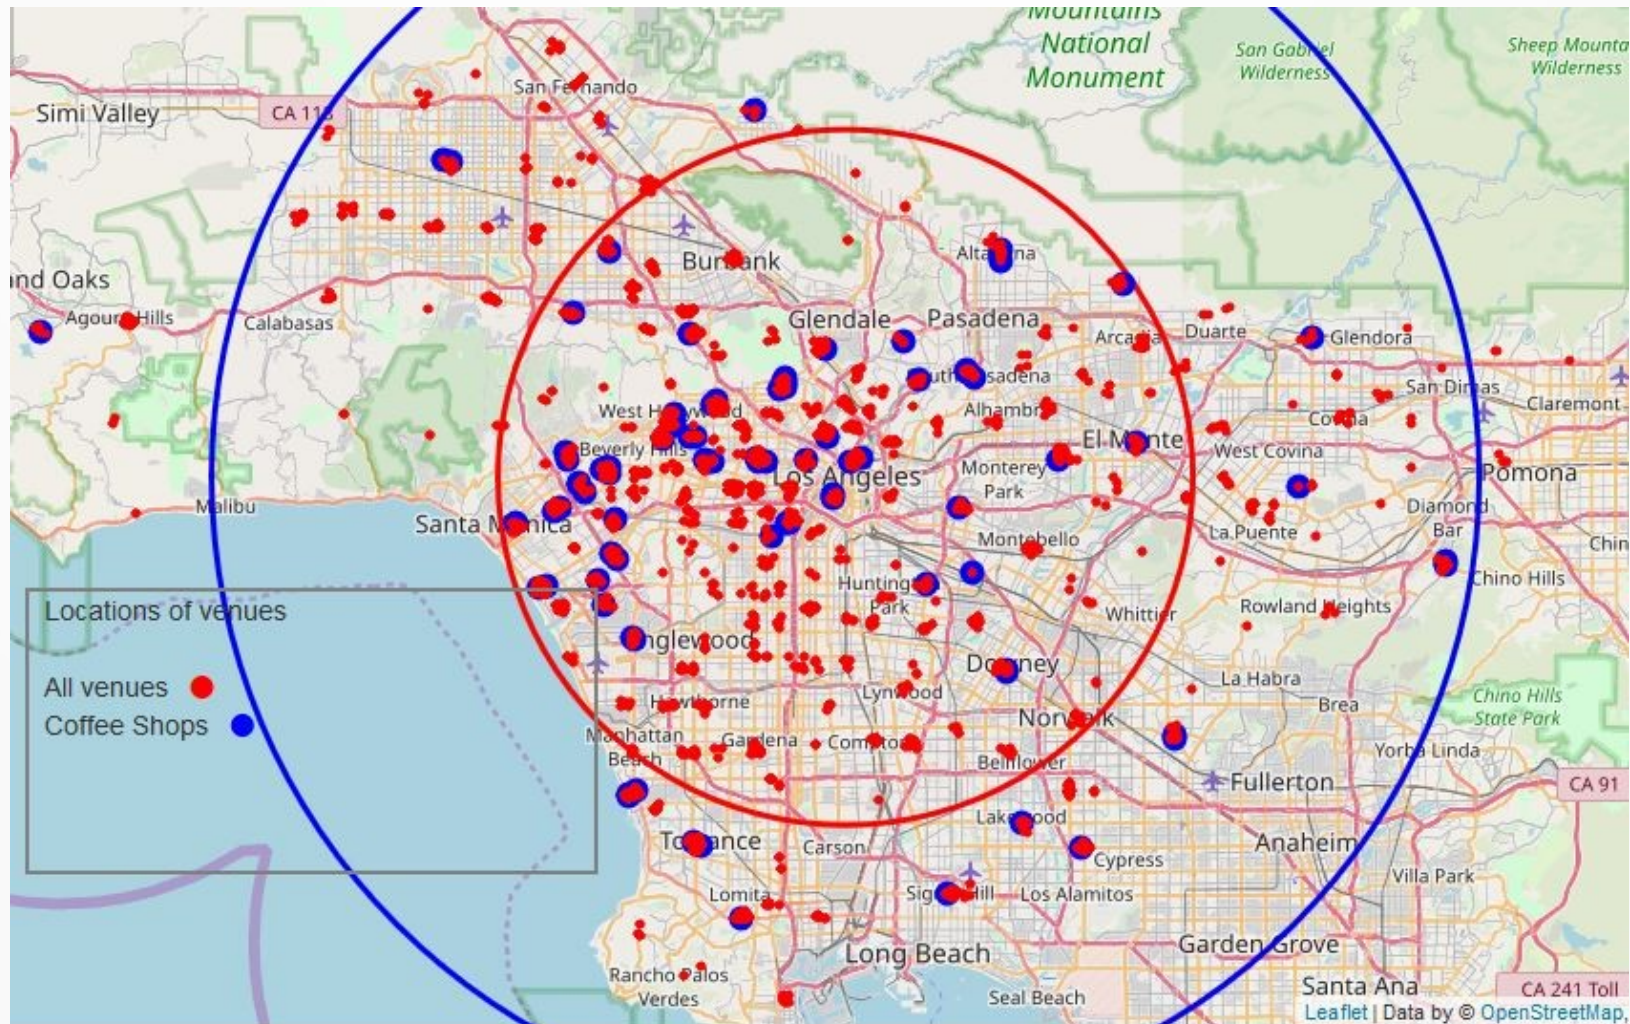 Mountains
National
Monument
San Gabriel
Wilderness
Sheep Mounta
Wilderness
San Fernando
Simi Valley
CA 118
and Oaks
Agoura Hills
Calabasas
Burbank
Altadena
Glendale
Pasadena
Arcadia
Duarte
Glendora
South Pasadena
San Dimas
West Hollywood
Alhambra
Covina
Claremont
Beverly Hills
El Monte
West Covina
Los Angeles
Monterey
Park
Pomona
Malibu
Santa Monica
Diamond
Bar
La Puente
Montebello
Chin
Huntington
Park
Chino Hills
Locations of venues
Whittier
Rowland Heights
Inglewood
Downey
All venues
Lynwood
La Habra
Chino Hills
State Park
Coffee Shops
Hawthorne
Norwalk
Brea
Manhattan
Beach
Gardena
Compton
Bellflower
Yorba Linda
Fullerton
CA 91
Lakewood
Torrance
Carson
Cypress
Anaheim
Villa Park
Lomita
Signal Hill
Los Alamitos
Long Beach
Garden Grove
Rancho Palos
Verdes
Seal Beach
Santa Ana
CA 241 Toll
Leaflet | Data by © OpenStreetMap,